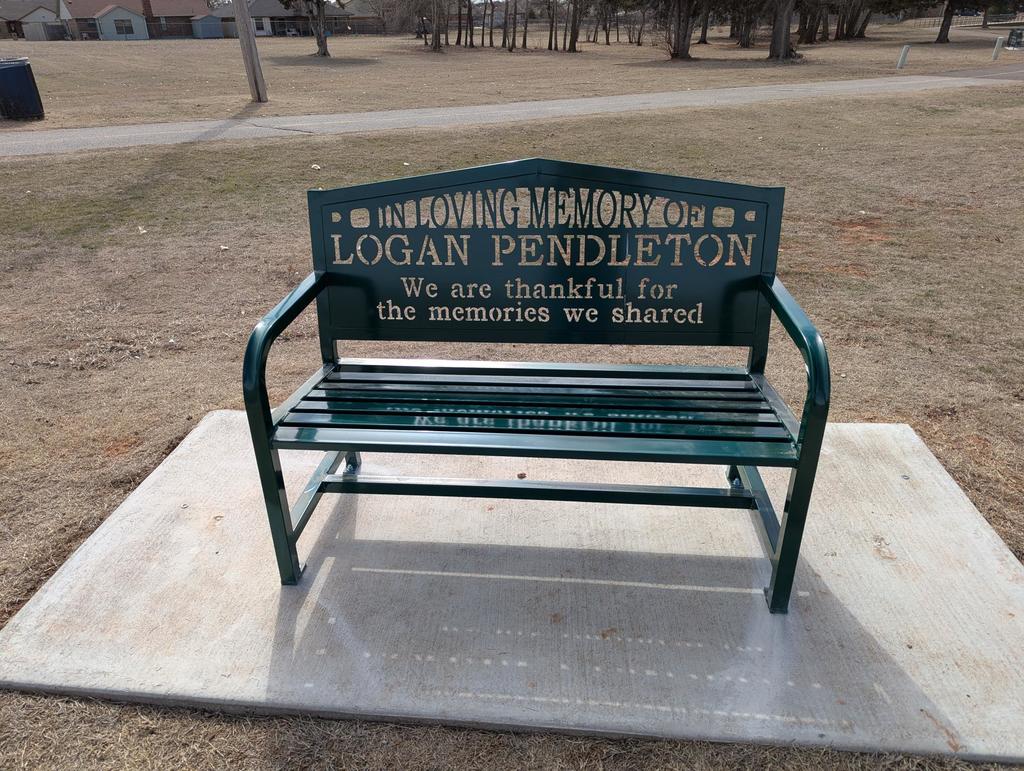 IN LOVING MEMORY OF
LOGAN PENDLETON
We are thankful for
the memories we shared